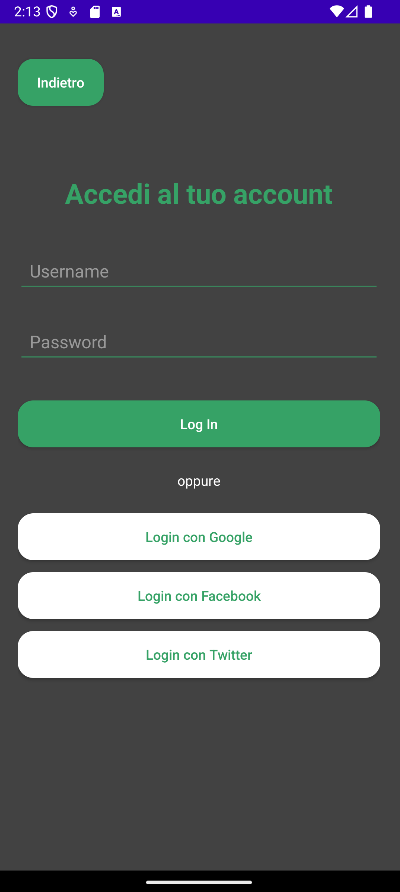 2:13
Indietro
Accedi al tuo account
Username
Password
Log In
oppure
Login con Google
Login con Facebook
Login con Twitter